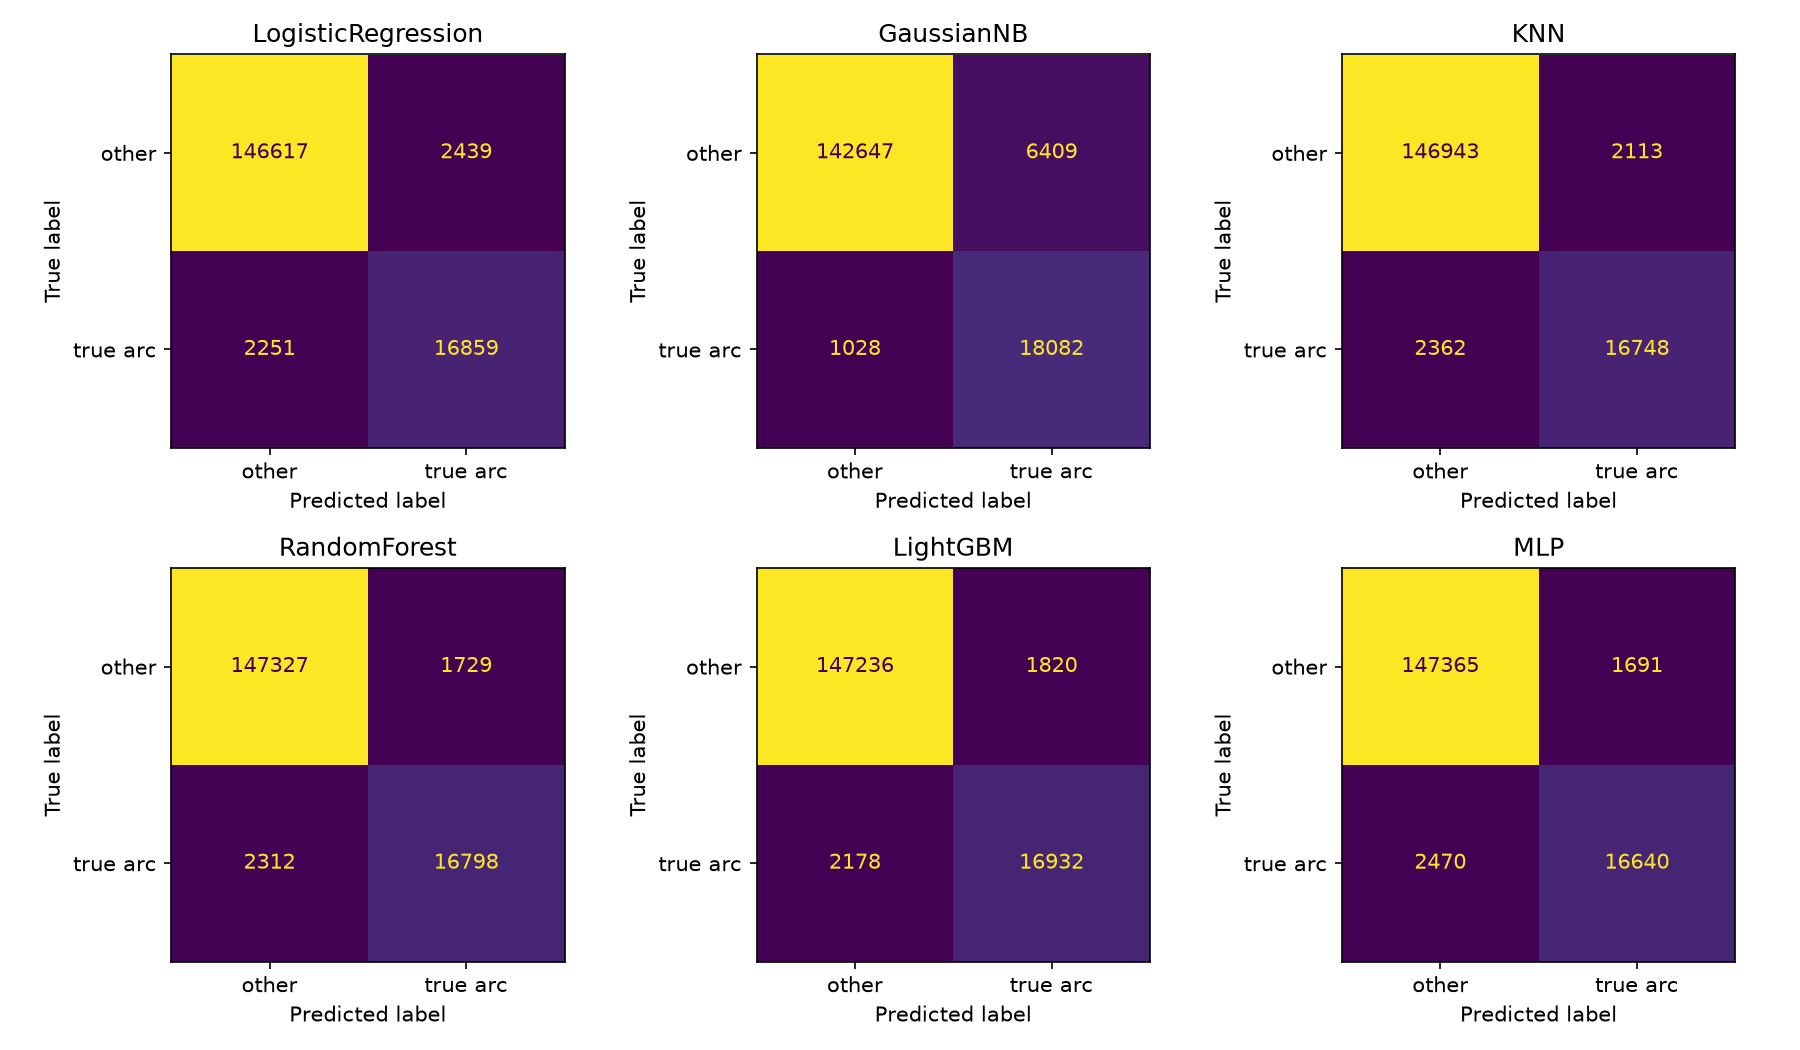 LogisticRegression
GaussianNB
KNN
other 146617 2439
other 142647 6409
other 146943 2113
True label
True label
True label
true arc 2251 16859
true arc 1028 18082
true arc 2362 16748
other true arc
other true arc
other true arc
Predicted label
Predicted label
Predicted label
RandomForest
LightGBM
MLP
other 147327 1729
other 147236 1820
other 147365 1691
True label
True label
True label
true arc 2312 16798
true arc 2178 16932
true arc 2470 16640
other true arc
other true arc
other true arc
Predicted label
Predicted label
Predicted label